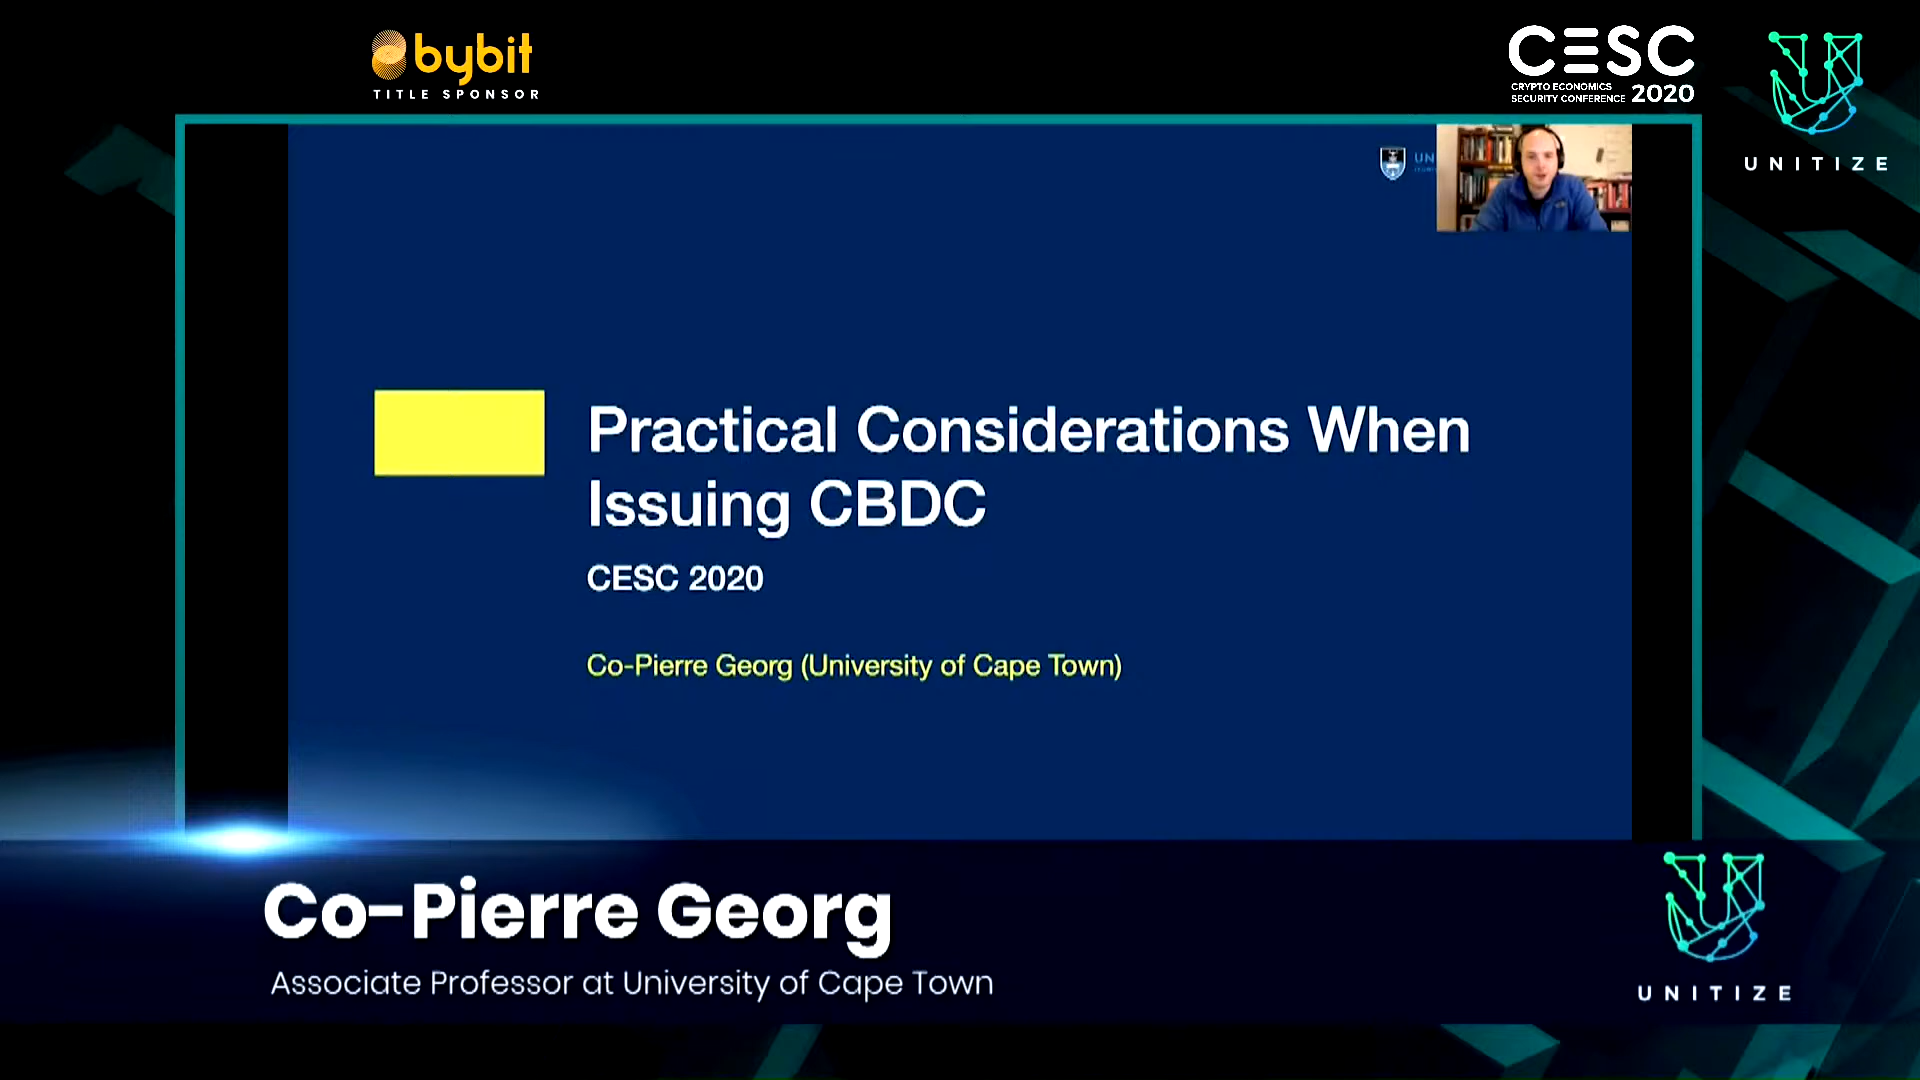 bybit
TITLE SPONSOR
CESC
CRYPTO ECONOMICS
SECURITY CONFERENCE 2020
UNITIZE
Practical Considerations When
Issuing CBDC
CESC 2020
Co-Pierre Georg (University of Cape Town)
Co-Pierre Georg
Associate Professor at University of Cape Town
UNITIZE